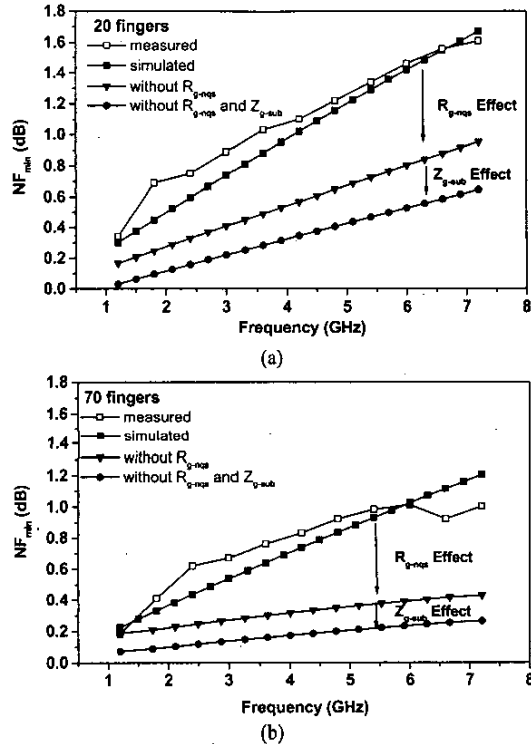 20 fingers
measured
simulated
without Rg-nqs
without Rg-nqs and Zg-sub
Rg-nqs Effect
Zg-sub Effect
NFmin (dB)
1.8
1.6
1.4
1.2
1.0
0.8
0.6
0.4
0.2
0.0
1 2 3 4 5 6 7 8
Frequency (GHz)
(a)
70 fingers
measured
simulated
without Rg-nqs
without Rg-nqs and Zg-sub
Rg-nqs Effect
Zg-sub Effect
NFmin (dB)
1.8
1.6
1.4
1.2
1.0
0.8
0.6
0.4
0.2
0.0
1 2 3 4 5 6 7 8
Frequency (GHz)
(b)